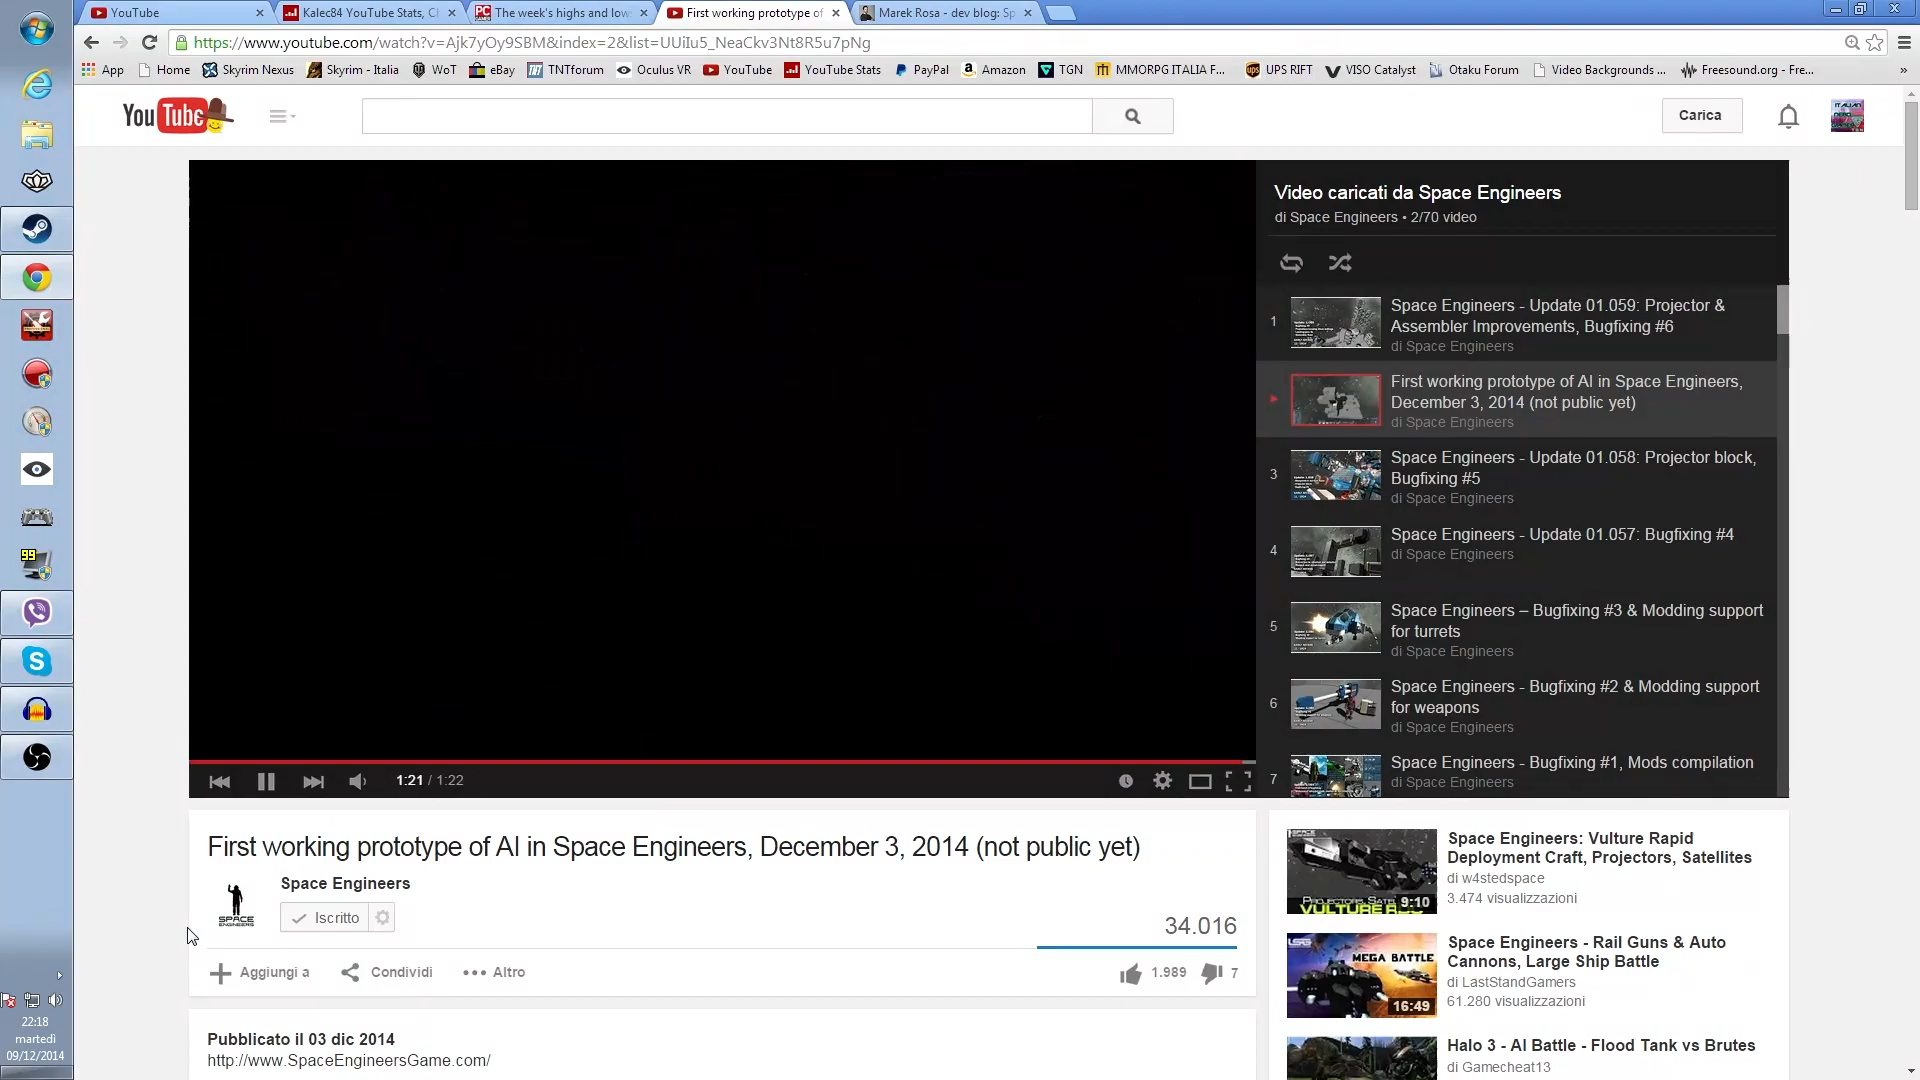 YouTube
Kalec84 YouTube Stats, Ch
The week's highs and lows
First working prototype of
Marek Rosa - dev blog: Sp
https://www.youtube.com/watch?v=Ajk7yOy9SBM&index=2&list=UUiIu5_NeaCkv3Nt8R5u7pNg
App
Home
Skyrim Nexus
Skyrim - Italia
WoT
eBay
TNTforum
Oculus VR
YouTube
YouTube Stats
PayPal
Amazon
TGN
MMORPG ITALIA F...
UPS RIFT
VISO Catalyst
Otaku Forum
Video Backgrounds ...
Freesound.org - Fre...
»
YouTube
Carica
Video caricati da Space Engineers
di Space Engineers • 2/70 video
1
Space Engineers - Update 01.059: Projector &
Assembler Improvements, Bugfixing #6
di Space Engineers
First working prototype of AI in Space Engineers,
December 3, 2014 (not public yet)
di Space Engineers
3
Space Engineers - Update 01.058: Projector block,
Bugfixing #5
di Space Engineers
4
Space Engineers - Update 01.057: Bugfixing #4
di Space Engineers
5
Space Engineers – Bugfixing #3 & Modding support
for turrets
di Space Engineers
6
Space Engineers - Bugfixing #2 & Modding support
for weapons
di Space Engineers
7
Space Engineers - Bugfixing #1, Mods compilation
di Space Engineers
1:21 / 1:22
First working prototype of AI in Space Engineers, December 3, 2014 (not public yet)
SPACE
ENGINEERS
Space Engineers
Iscritto
34.016
Aggiungi a
Condividi
Altro
1.989
7
Pubblicato il 03 dic 2014
http://www.SpaceEngineersGame.com/
9:10
VULTURE
Space Engineers: Vulture Rapid
Deployment Craft, Projectors, Satellites
di w4stedspace
3.474 visualizzazioni
LSG
MEGA BATTLE
16:49
Space Engineers - Rail Guns & Auto
Cannons, Large Ship Battle
di LastStandGamers
61.280 visualizzazioni
Halo 3 - AI Battle - Flood Tank vs Brutes
di Gamecheat13
99
22:18
martedì
09/12/2014